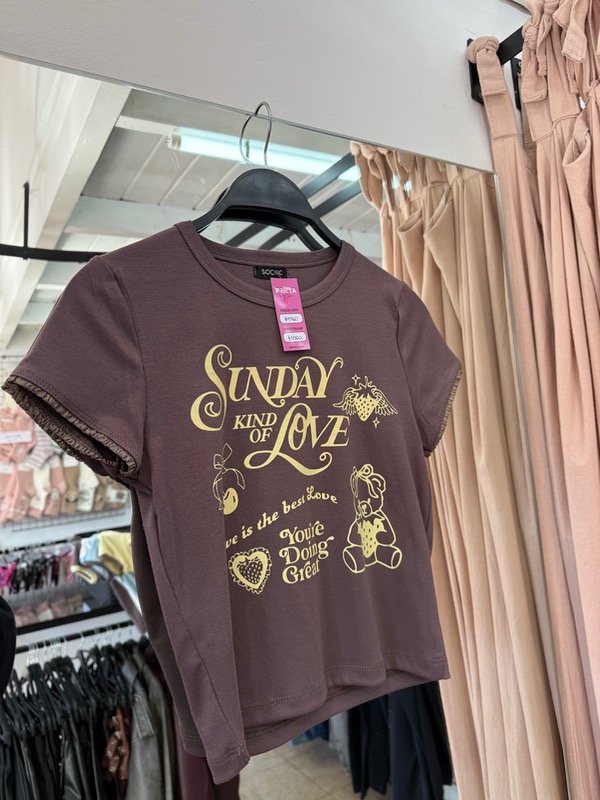 SOCHIC
SUNDAY
KIND
OF
LOVE
ve is the best Love
You're
Doing
Great